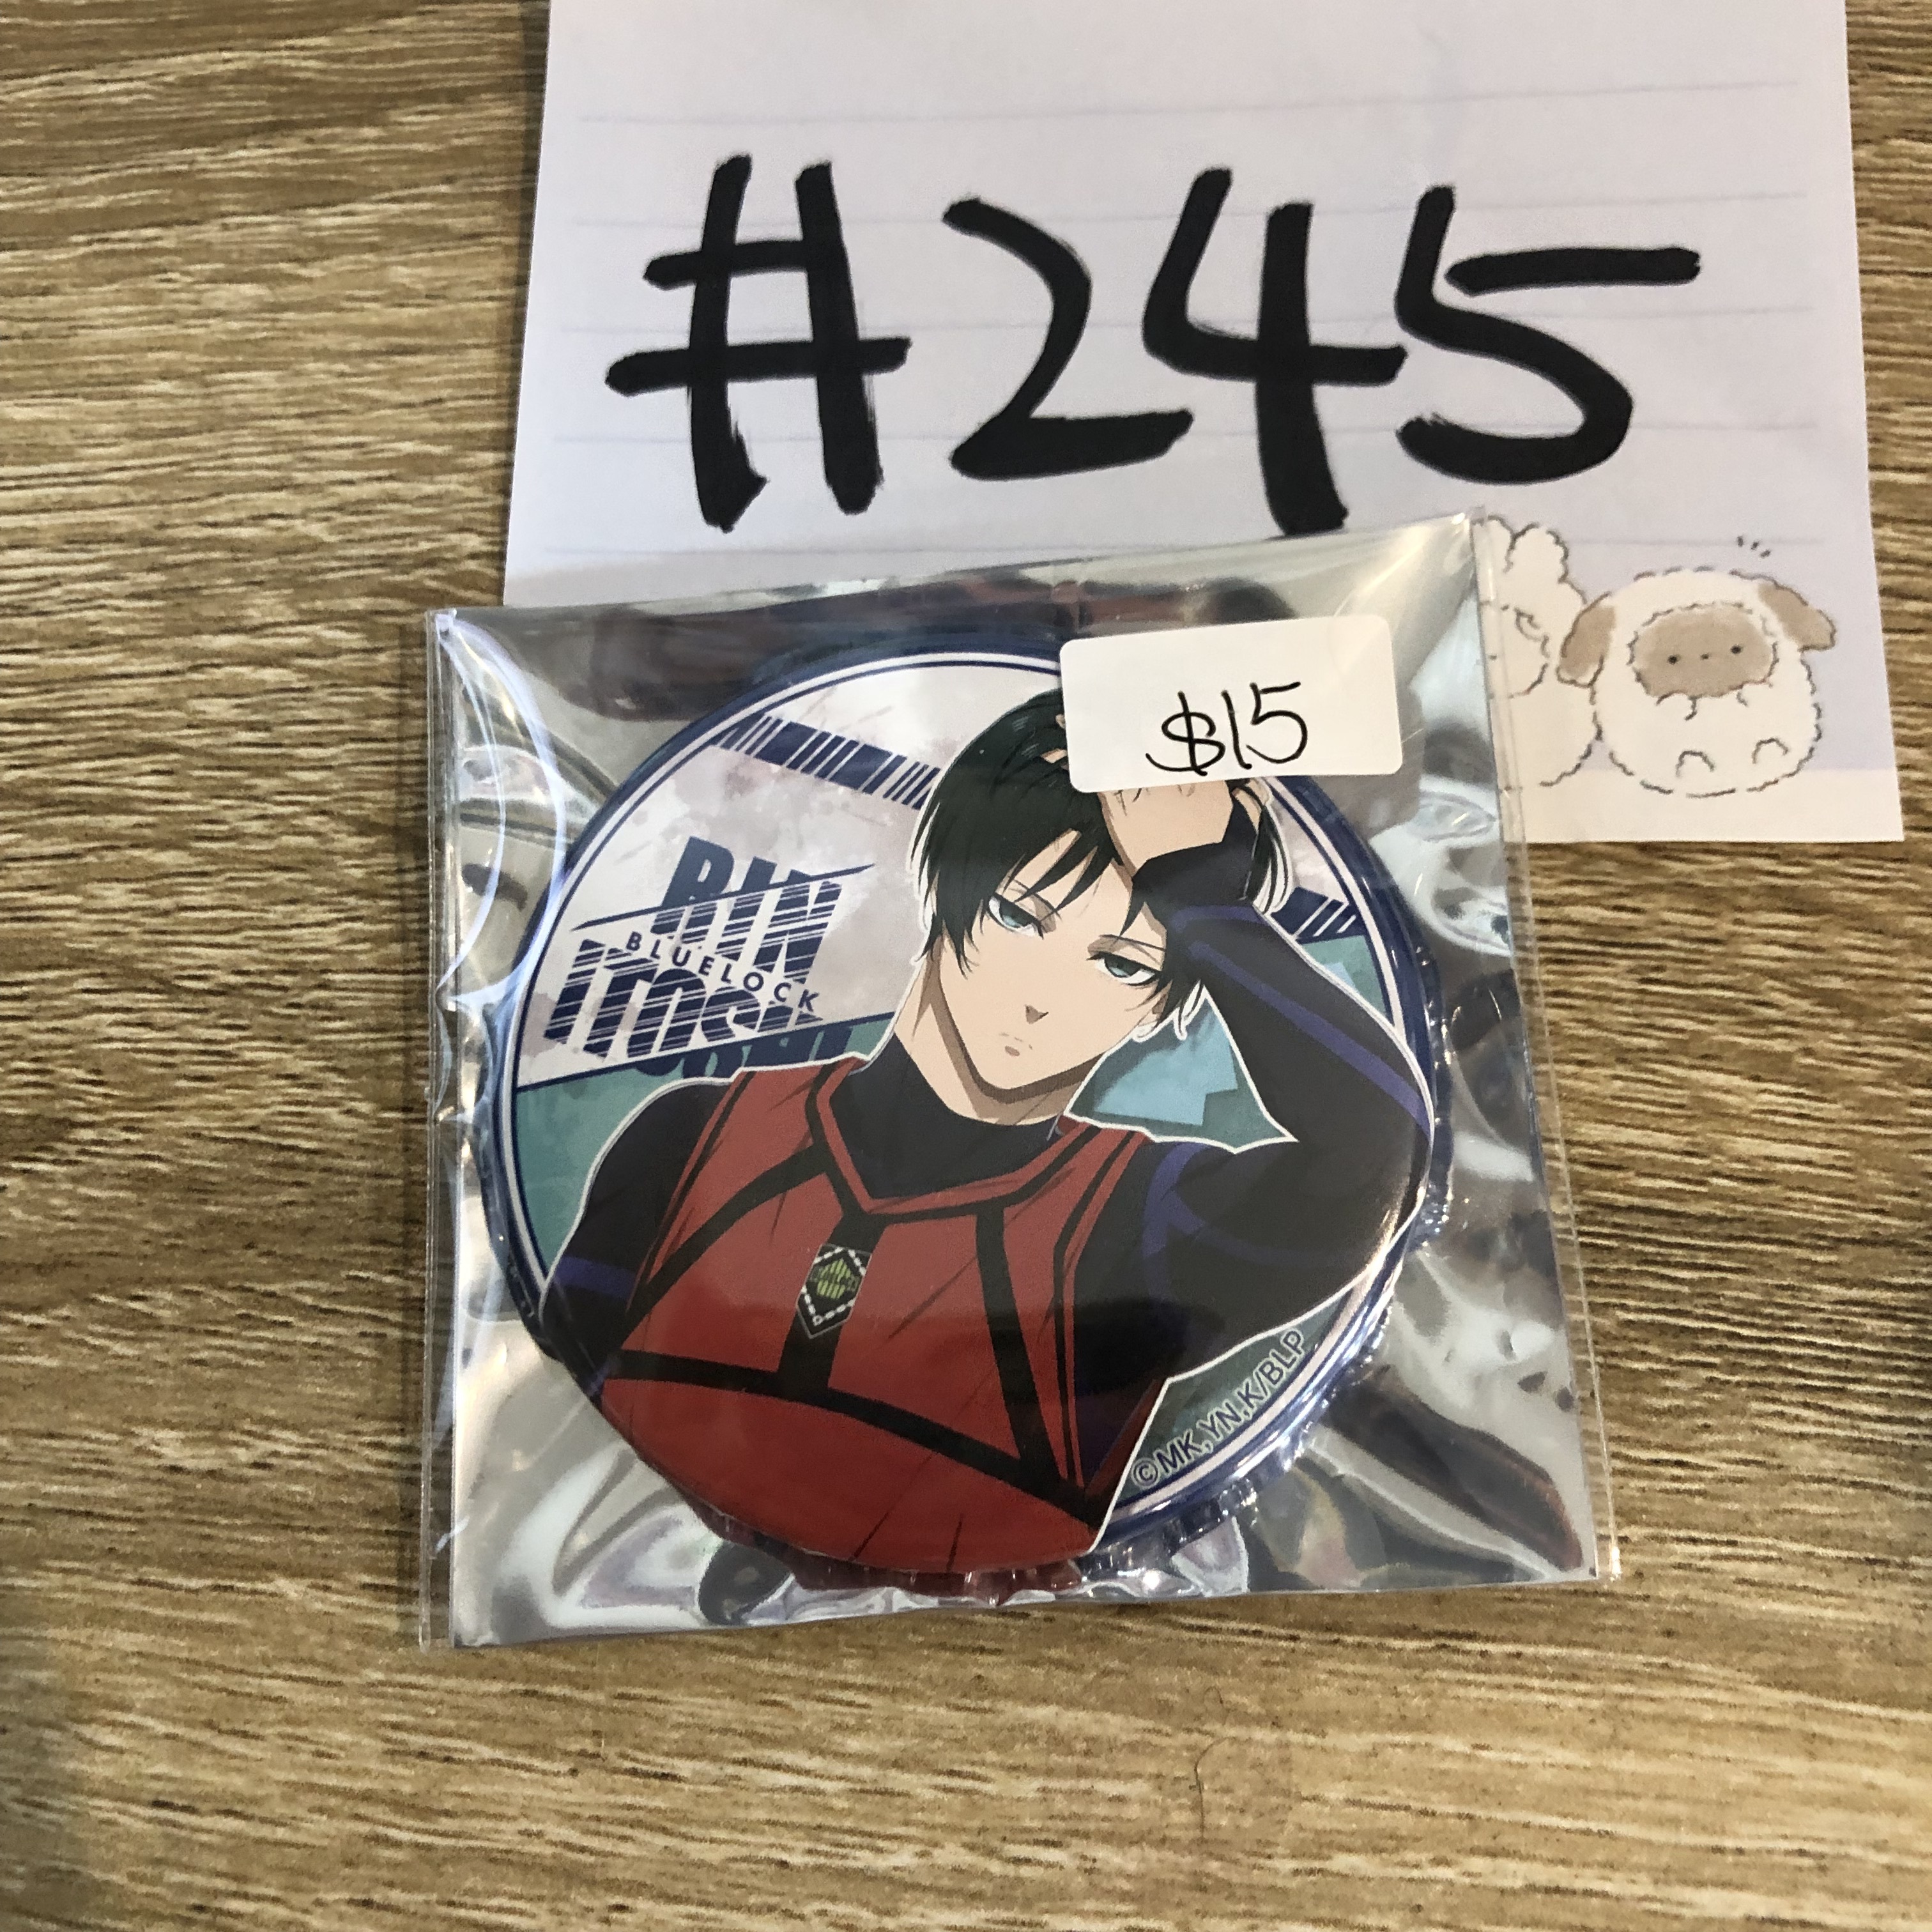 #245
$15
RIN
BLUELOCK
ITOSHI
©MK,YN,K/BLP